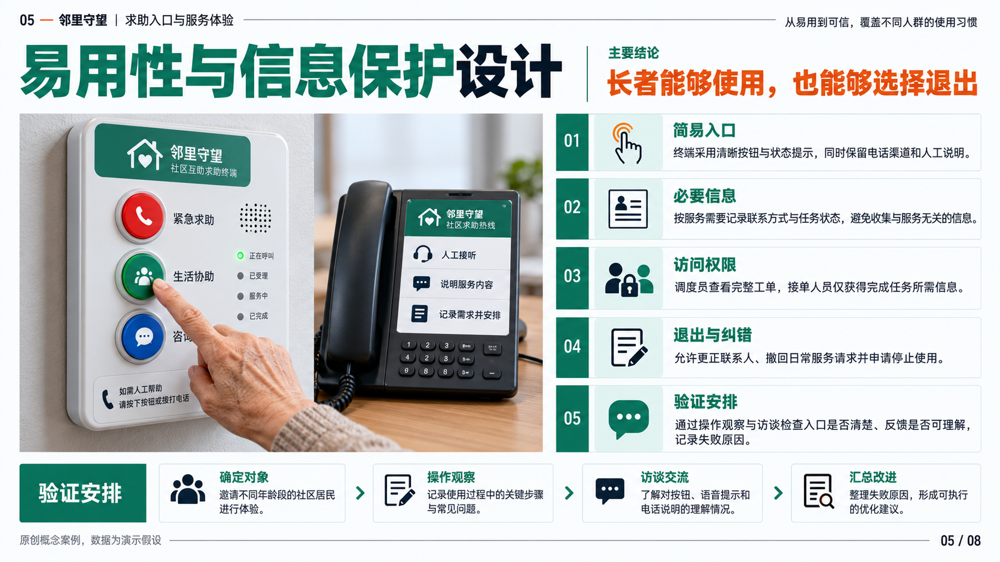 05 — 邻里守望 | 求助入口与服务体验
从易用到可信，覆盖不同人群的使用习惯
易用性与信息保护设计
主要结论
长者能够使用，也能够选择退出
邻里守望
社区互助求助终端
紧急求助
生活协助
咨询
正在呼叫
已受理
服务中
已完成
如需人工帮助
请按下按钮或拨打电话
邻里守望
社区求助热线
人工接听
说明服务内容
记录需求并安排
1 2 3
4 2 3
0 8 8
01
简易入口
终端采用清晰按钮与状态提示，同时保留电话渠道和人工说明。
02
必要信息
按服务需要记录联系方式与任务状态，避免收集与服务无关的信息。
03
访问权限
调度员查看完整工单，接单人员仅获得完成任务所需信息。
04
退出与纠错
允许更正联系人、撤回日常服务请求并申请停止使用。
05
验证安排
通过操作观察与访谈检查入口是否清楚、反馈是否可理解，
记录失败原因。
验证安排
确定对象
邀请不同年龄段的社区居民
进行体验。
操作观察
记录使用过程中的关键步骤
与常见问题。
访谈交流
了解对按钮、语音提示和
电话说明的理解情况。
汇总改进
整理失败原因，形成可执行
的优化建议。
原创概念案例，数据为演示假设
05 / 08